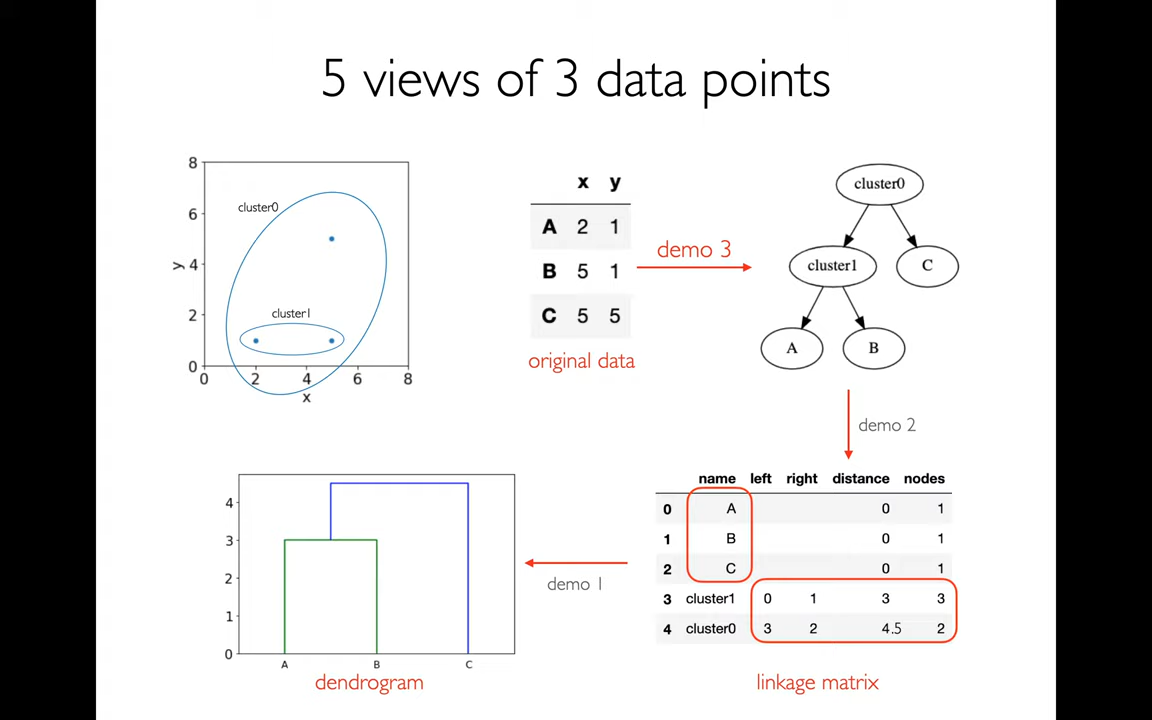 5 views of 3 data points
8
6
4
2
0
y
0 2 4 6 8
x
cluster0
cluster1
x y
A 2 1
B 5 1
C 5 5
original data
demo 3
cluster0
cluster1
C
A
B
demo 2
name left right distance nodes
0 A 0 1
1 B 0 1
2 C 0 1
3 cluster1 0 1 3 3
4 cluster0 3 2 4.5 2
linkage matrix
demo 1
4
3
2
1
0
A B C
dendrogram